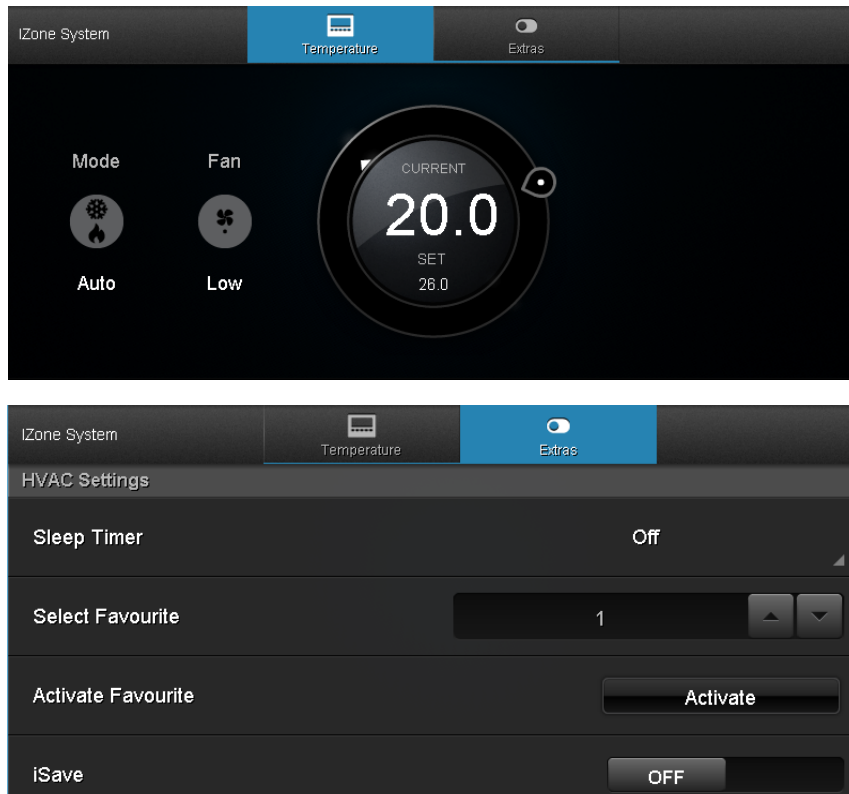 IZone System
Temperature
Extras
Mode
Fan
CURRENT
20.0
SET
26.0
Auto
Low
IZone System
Temperature
Extras
HVAC Settings
Sleep Timer
Off
Select Favourite
1
Activate Favourite
Activate
iSave
OFF